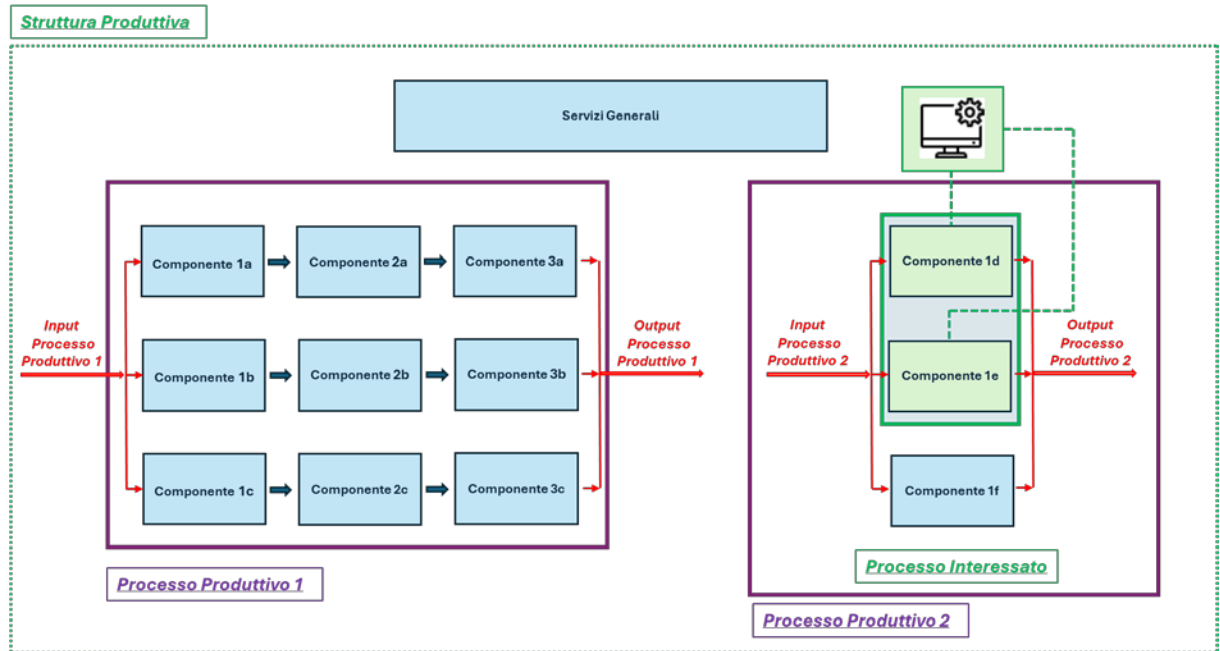 Struttura Produttiva
Servizi Generali
Componente 1a
Componente 2a
Componente 3a
Input
Processo
Produttivo 1
Componente 1b
Componente 2b
Componente 3b
Output
Processo
Produttivo 1
Componente 1c
Componente 2c
Componente 3c
Processo Produttivo 1
Componente 1d
Input
Processo
Produttivo 2
Componente 1e
Output
Processo
Produttivo 2
Componente 1f
Processo Interessato
Processo Produttivo 2